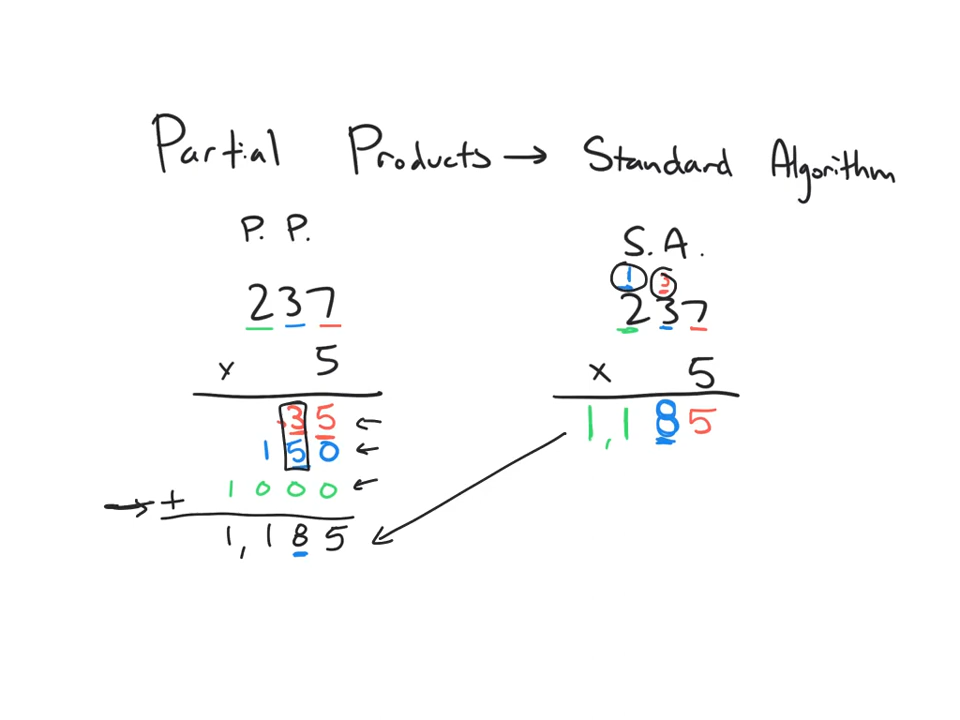 Partial Products → Standard Algorithm
P. P.
237
x 5
35 ←
150 ←
→ + 1000 ←
1,185
S. A.
1 3
237
x 5
1,185